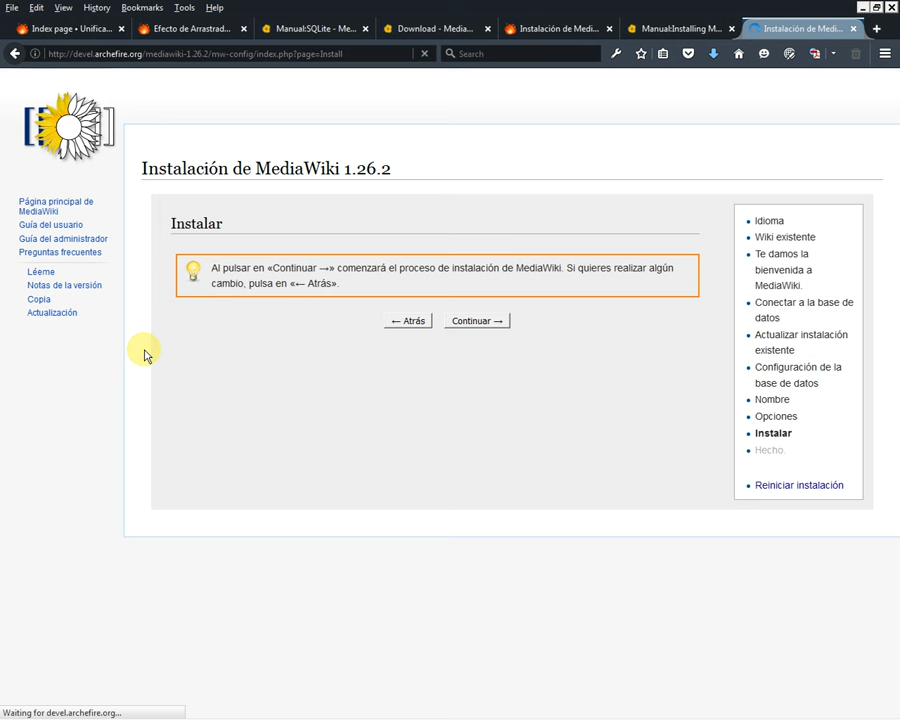 File Edit View History Bookmarks Tools Help
Index page • Unifica...
Efecto de Arrastrad...
Manual:SQLite - Me...
Download - Media...
Instalación de Medi...
Manual:Installing M...
Instalación de Medi...
http://devel.archefire.org/mediawiki-1.26.2/mw-config/index.php?page=Install
Search
Instalación de MediaWiki 1.26.2
Página principal de
MediaWiki
Guía del usuario
Guía del administrador
Preguntas frecuentes
Léeme
Notas de la versión
Copia
Actualización
Instalar
Al pulsar en «Continuar →» comenzará el proceso de instalación de MediaWiki. Si quieres realizar algún
cambio, pulsa en «← Atrás».
← Atrás
Continuar →
Idioma
Wiki existente
Te damos la
bienvenida a
MediaWiki.
Conectar a la base de
datos
Actualizar instalación
existente
Configuración de la
base de datos
Nombre
Opciones
Instalar
Hecho.
Reiniciar instalación
Waiting for devel.archefire.org...